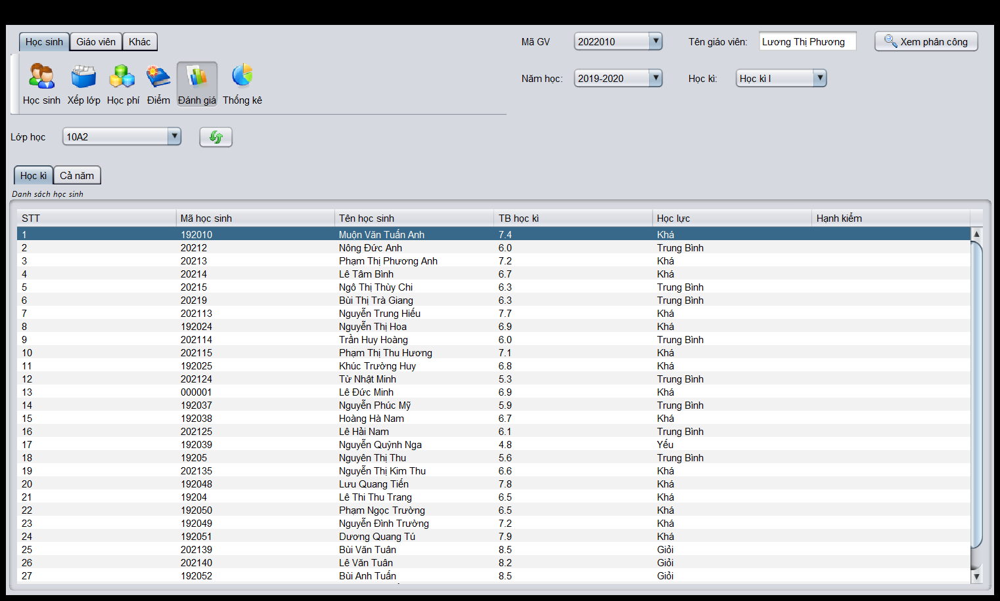 Học sinh Giáo viên Khác Mã GV 2022010 Tên giáo viên: Lương Thị Phương Xem phân công
Năm học: 2019-2020 Học kì: Học kì I
Học sinh Xếp lớp Học phí Điểm Đánh giá Thống kê
Lớp học 10A2
Học kì Cả năm
Danh sách học sinh
STT Mã học sinh Tên học sinh TB học kì Học lực Hạnh kiểm
1 192010 Muộn Văn Tuấn Anh 7.4 Khá
2 20212 Nông Đức Anh 6.0 Trung Bình
3 20213 Phạm Thị Phương Anh 7.2 Khá
4 20214 Lê Tâm Bình 6.7 Khá
5 20215 Ngô Thị Thùy Chi 6.3 Trung Bình
6 20219 Bùi Thị Trà Giang 6.3 Trung Bình
7 202113 Nguyễn Trung Hiếu 7.7 Khá
8 192024 Nguyễn Thị Hoa 6.9 Khá
9 202114 Trần Huy Hoàng 6.0 Trung Bình
10 202115 Phạm Thị Thu Hương 7.1 Khá
11 192025 Khúc Trường Huy 6.8 Khá
12 202124 Từ Nhật Minh 5.3 Trung Bình
13 000001 Lê Đức Minh 6.9 Khá
14 192037 Nguyễn Phúc Mỹ 5.9 Trung Bình
15 192038 Hoàng Hà Nam 6.7 Khá
16 202125 Lê Hải Nam 6.1 Trung Bình
17 192039 Nguyễn Quỳnh Nga 4.8 Yếu
18 19205 Nguyên Thị Thu 5.6 Trung Bình
19 202135 Nguyễn Thị Kim Thu 6.6 Khá
20 192048 Lưu Quang Tiến 7.8 Khá
21 19204 Lê Thi Thu Trang 6.5 Khá
22 192050 Phạm Ngọc Trường 6.5 Khá
23 192049 Nguyễn Đình Trường 7.2 Khá
24 192051 Dương Quang Tú 7.9 Khá
25 202139 Bùi Văn Tuân 8.5 Giỏi
26 202140 Lê Văn Tuân 8.2 Giỏi
27 192052 Bùi Anh Tuấn 8.5 Giỏi